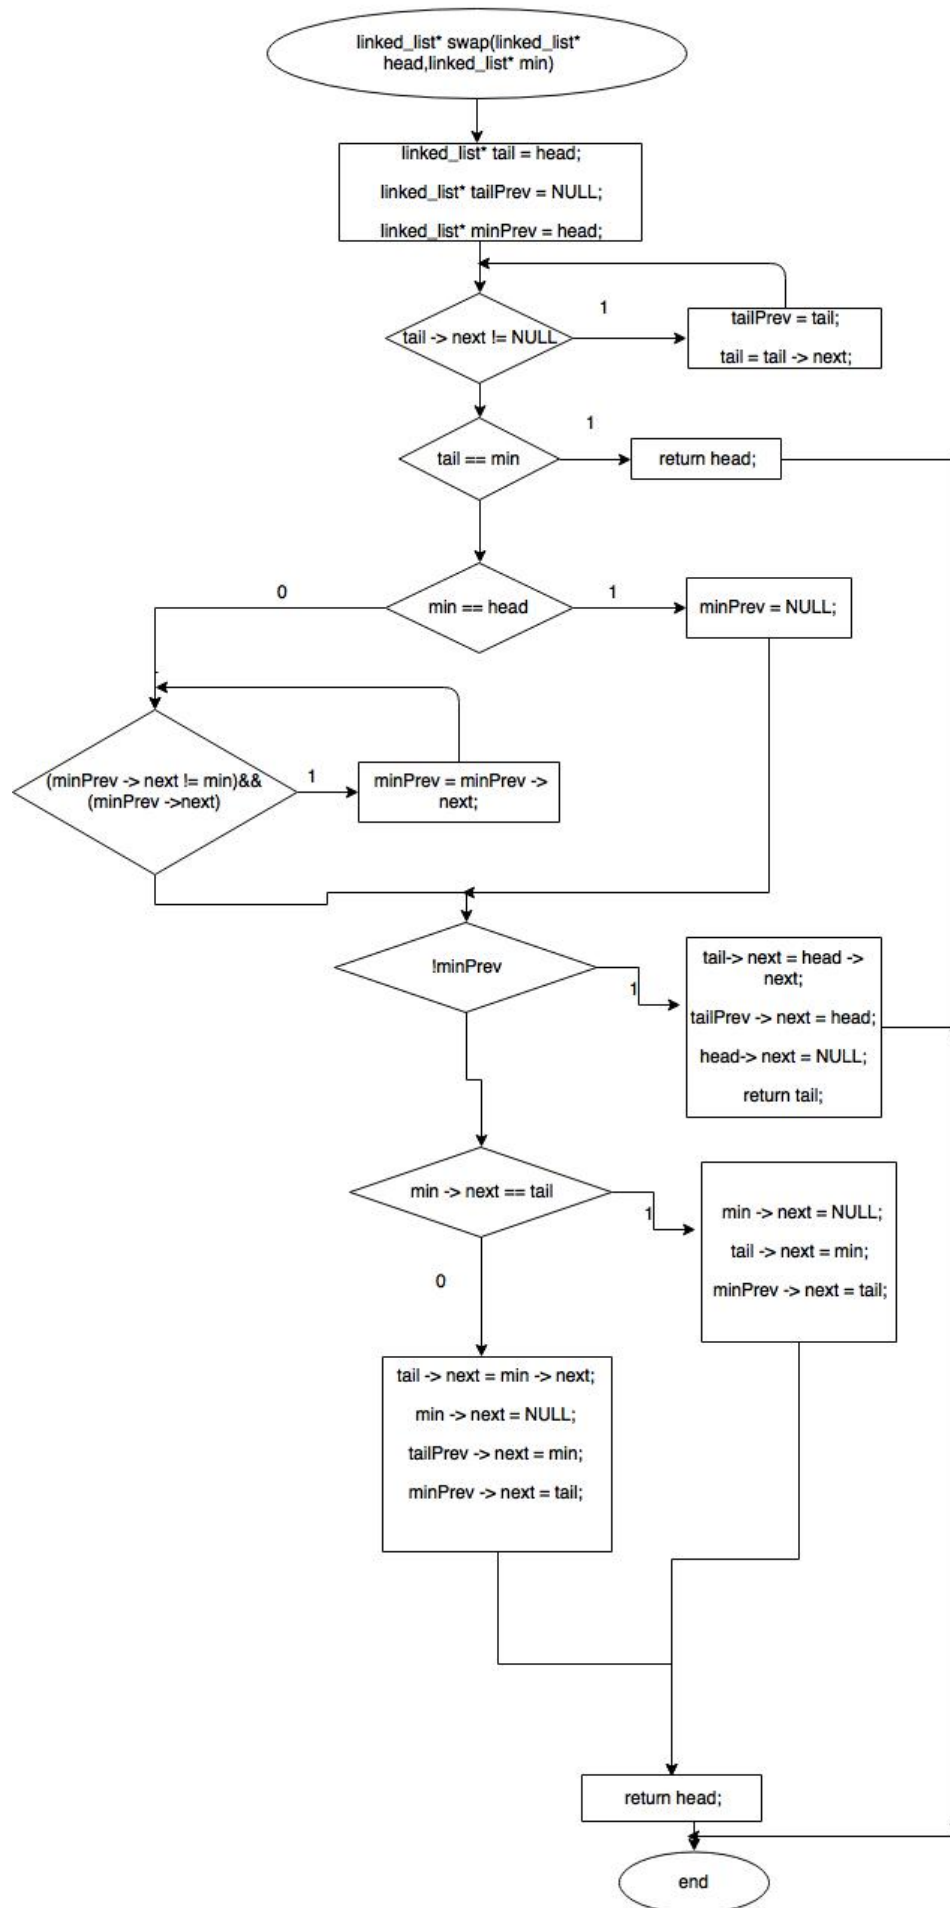 linked_list* swap(linked_list*
head,linked_list* min)
linked_list* tail = head;
linked_list* tailPrev = NULL;
linked_list* minPrev = head;
tail -> next != NULL
1
tailPrev = tail;
tail = tail -> next;
tail == min
1
return head;
0
min == head
1
minPrev = NULL;
(minPrev -> next != min)&&
(minPrev ->next)
1
minPrev = minPrev ->
next;
!minPrev
1
tail-> next = head ->
next;
tailPrev -> next = head;
head-> next = NULL;
return tail;
min -> next == tail
1
min -> next = NULL;
tail -> next = min;
minPrev -> next = tail;
0
tail -> next = min -> next;
min -> next = NULL;
tailPrev -> next = min;
minPrev -> next = tail;
return head;
end